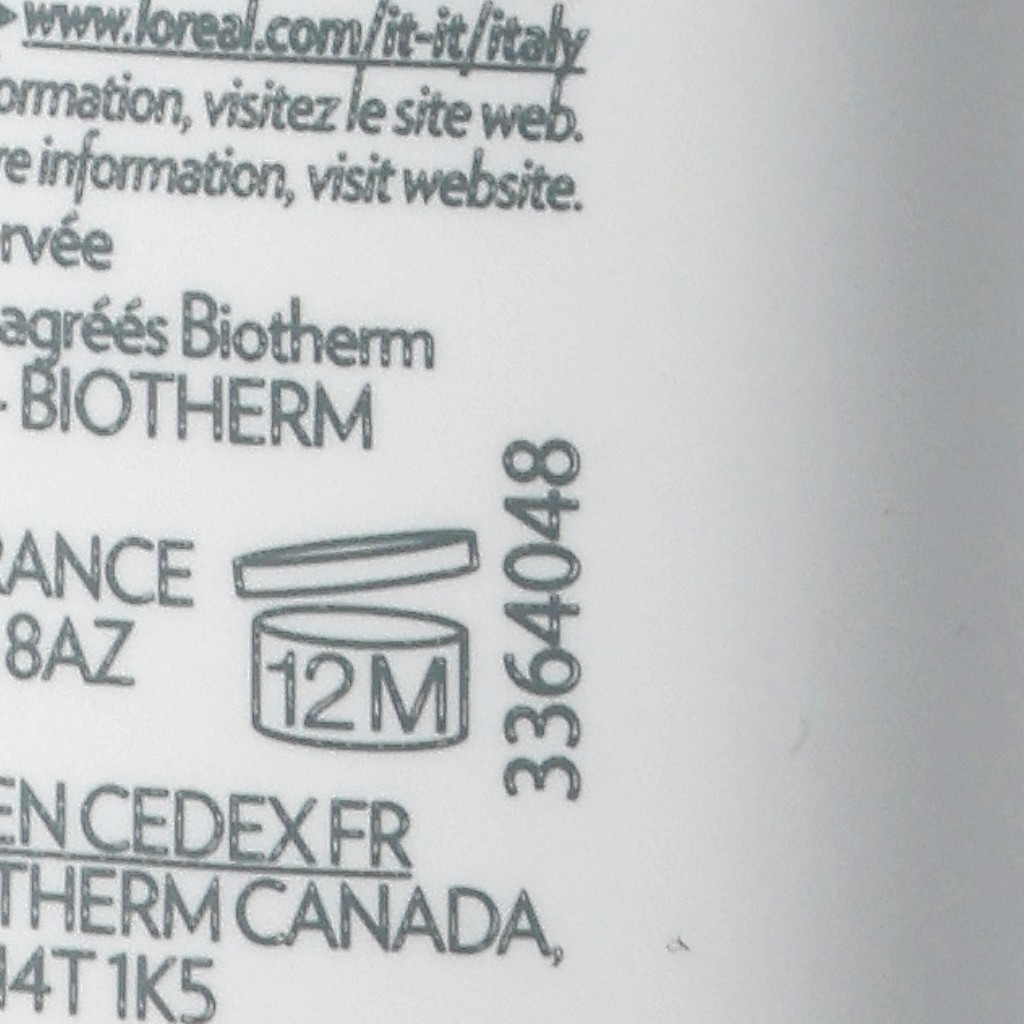 www.loreal.com/it-it/italy
ormation, visitez le site web.
re information, visit website.
rvée
agréés Biotherm
- BIOTHERM
RANCE
8AZ
12M
3364048
EN CEDEX FR
THERM CANADA,
4T 1K5